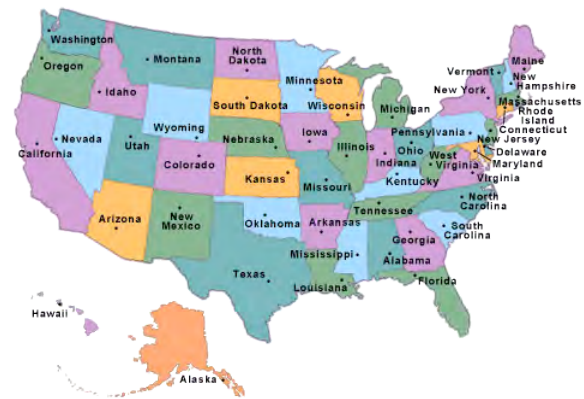 Washington
Oregon
Montana
Idaho
North
Dakota
South Dakota
Minnesota
Wisconsin
Michigan
Wyoming
Nebraska
Iowa
Nevada
Utah
California
Colorado
Kansas
Missouri
Illinois
Indiana
Ohio
Kentucky
West
Virginia
Virginia
Pennsylvania
New York
Vermont
Maine
New
Hampshire
Massachusetts
Rhode
Island
Connecticut
New Jersey
Delaware
Maryland
North
Carolina
South
Carolina
Tennessee
Arizona
New
Mexico
Oklahoma
Arkansas
Texas
Louisiana
Mississippi
Alabama
Georgia
Florida
Hawaii
Alaska